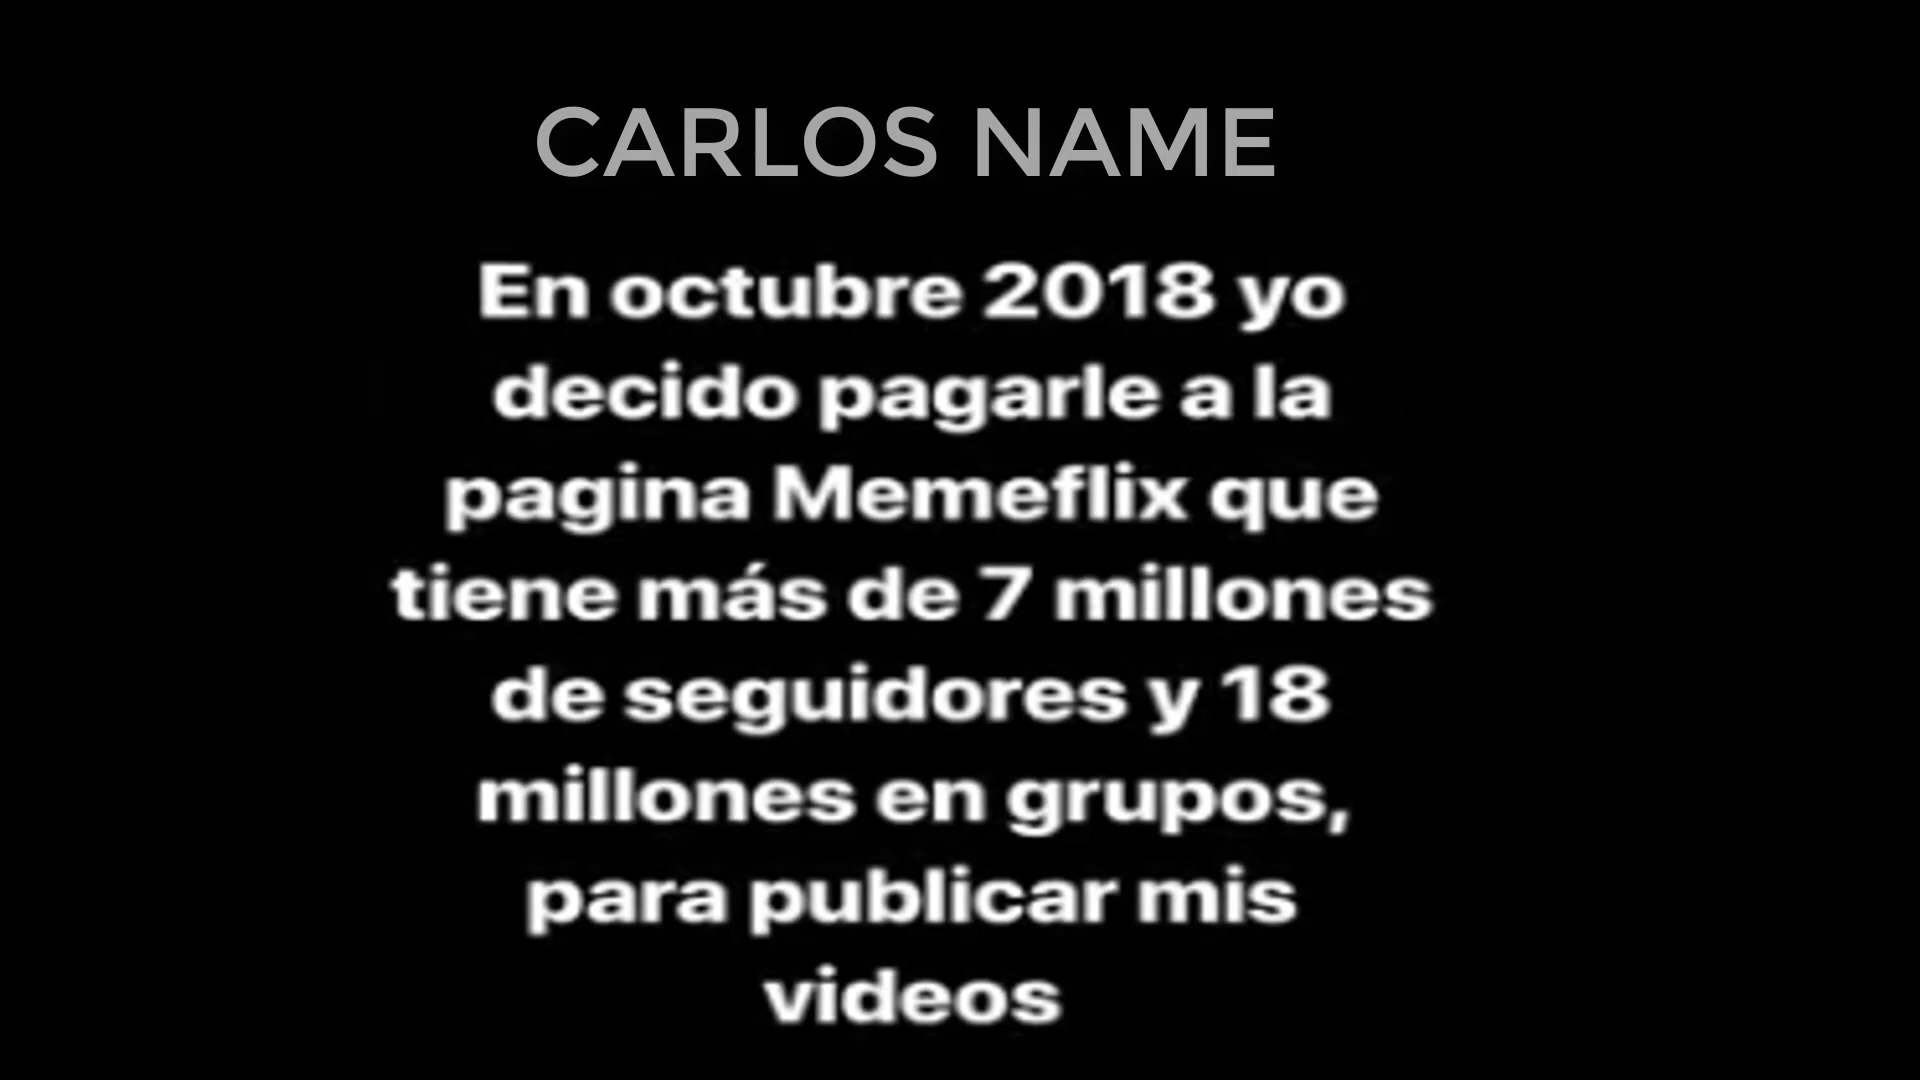 CARLOS NAME
En octubre 2018 yo
decido pagarle a la
pagina Memeflix que
tiene más de 7 millones
de seguidores y 18
millones en grupos,
para publicar mis
videos